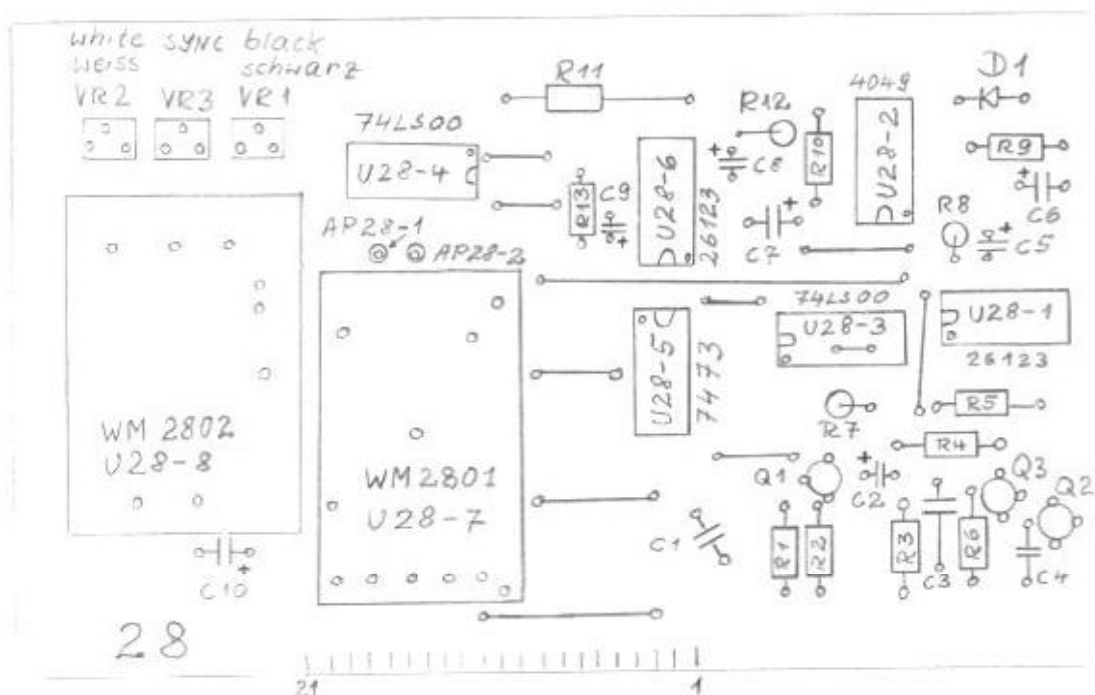 white SYNC black
weiss schwarz
VR2 VR3 VR1
R11
4049
D1
R12
74LS00
U28-4
U28-6
26123
C8
R10
U28-2
R9
C6
R13
C9
C7
R8
C5
AP28-1
AP28-2
74LS00
U28-3
U28-1
26123
U28-5
7473
R7
R5
R4
WM 2802
U28-8
WM2801
U28-7
Q1
C2
Q3
Q2
C1
R1
R2
R3
C3
R6
C4
C10
28
21
1